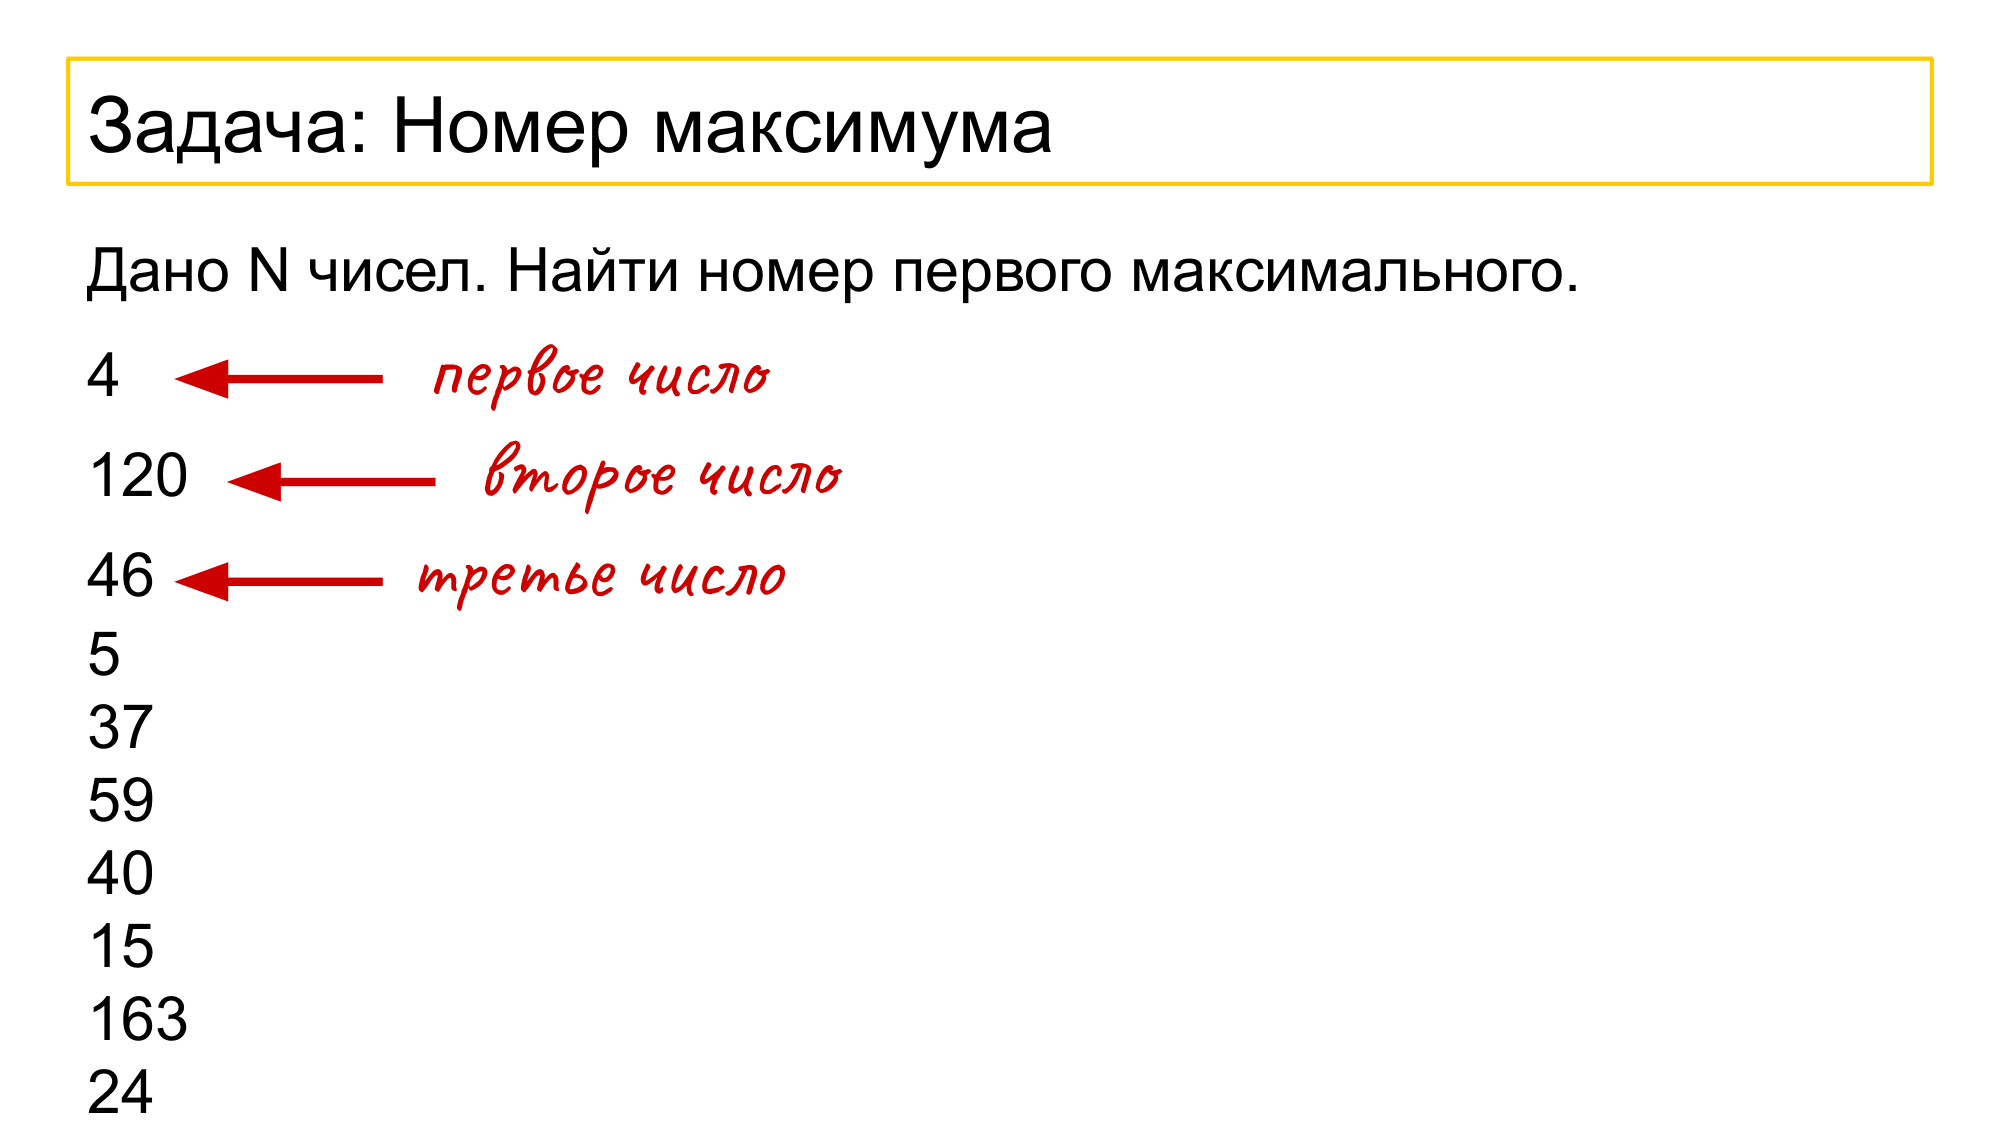 Задача: Номер максимума
Дано N чисел. Найти номер первого максимального.
4 первое число
120 второе число
46 третье число
5
37
59
40
15
163
24